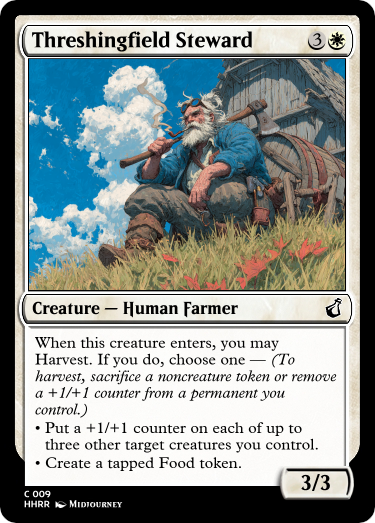 Threshingfield Steward 3
Creature — Human Farmer
When this creature enters, you may
Harvest. If you do, choose one — (To
harvest, sacrifice a noncreature token or remove
a +1/+1 counter from a permanent you
control.)
• Put a +1/+1 counter on each of up to
three other target creatures you control.
• Create a tapped Food token.
3/3
C 009
HHRR Midjourney